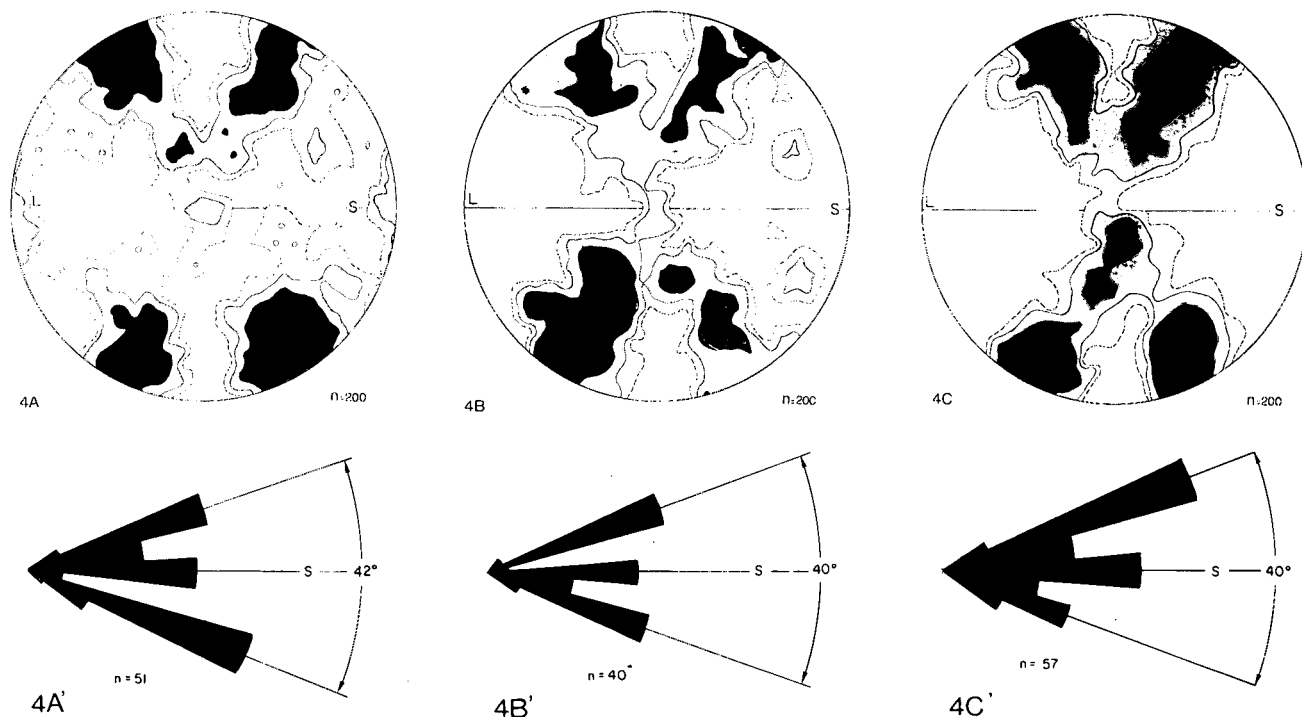 L S
4A n=200
L S
4B n=200
L S
4C n=200
S 42°
n=51
4A'
S 40°
n=40
4B'
S 40°
n=57
4C'